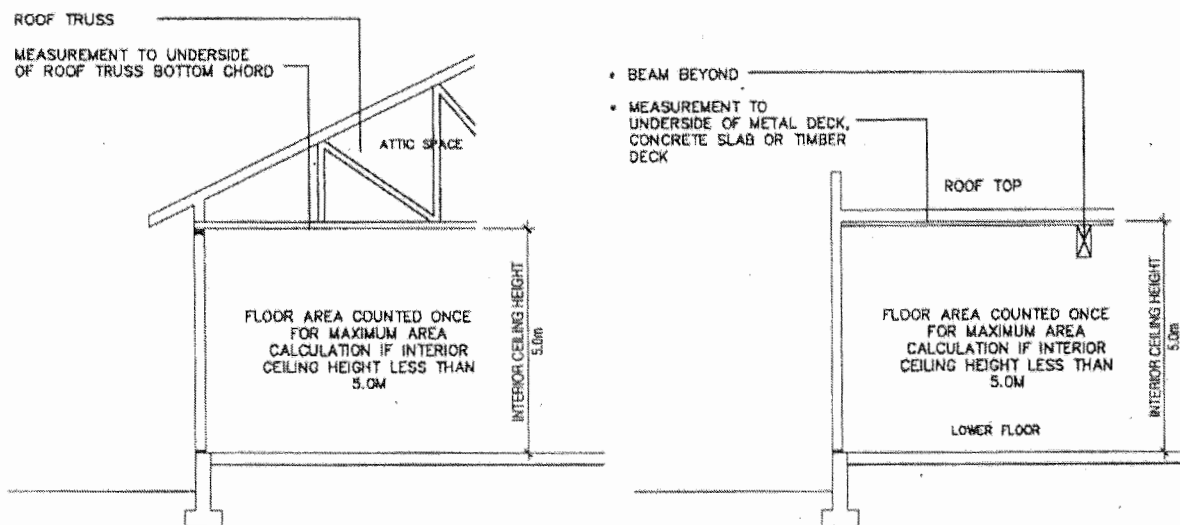 ROOF TRUSS
MEASUREMENT TO UNDERSIDE
OF ROOF TRUSS BOTTOM CHORD
ATTIC SPACE
FLOOR AREA COUNTED ONCE
FOR MAXIMUM AREA
CALCULATION IF INTERIOR
CEILING HEIGHT LESS THAN
5.0M
INTERIOR CEILING HEIGHT
5.0m
• BEAM BEYOND
• MEASUREMENT TO
UNDERSIDE OF METAL DECK,
CONCRETE SLAB OR TIMBER
DECK
ROOF TOP
FLOOR AREA COUNTED ONCE
FOR MAXIMUM AREA
CALCULATION IF INTERIOR
CEILING HEIGHT LESS THAN
5.0M
LOWER FLOOR
INTERIOR CEILING HEIGHT
5.0m